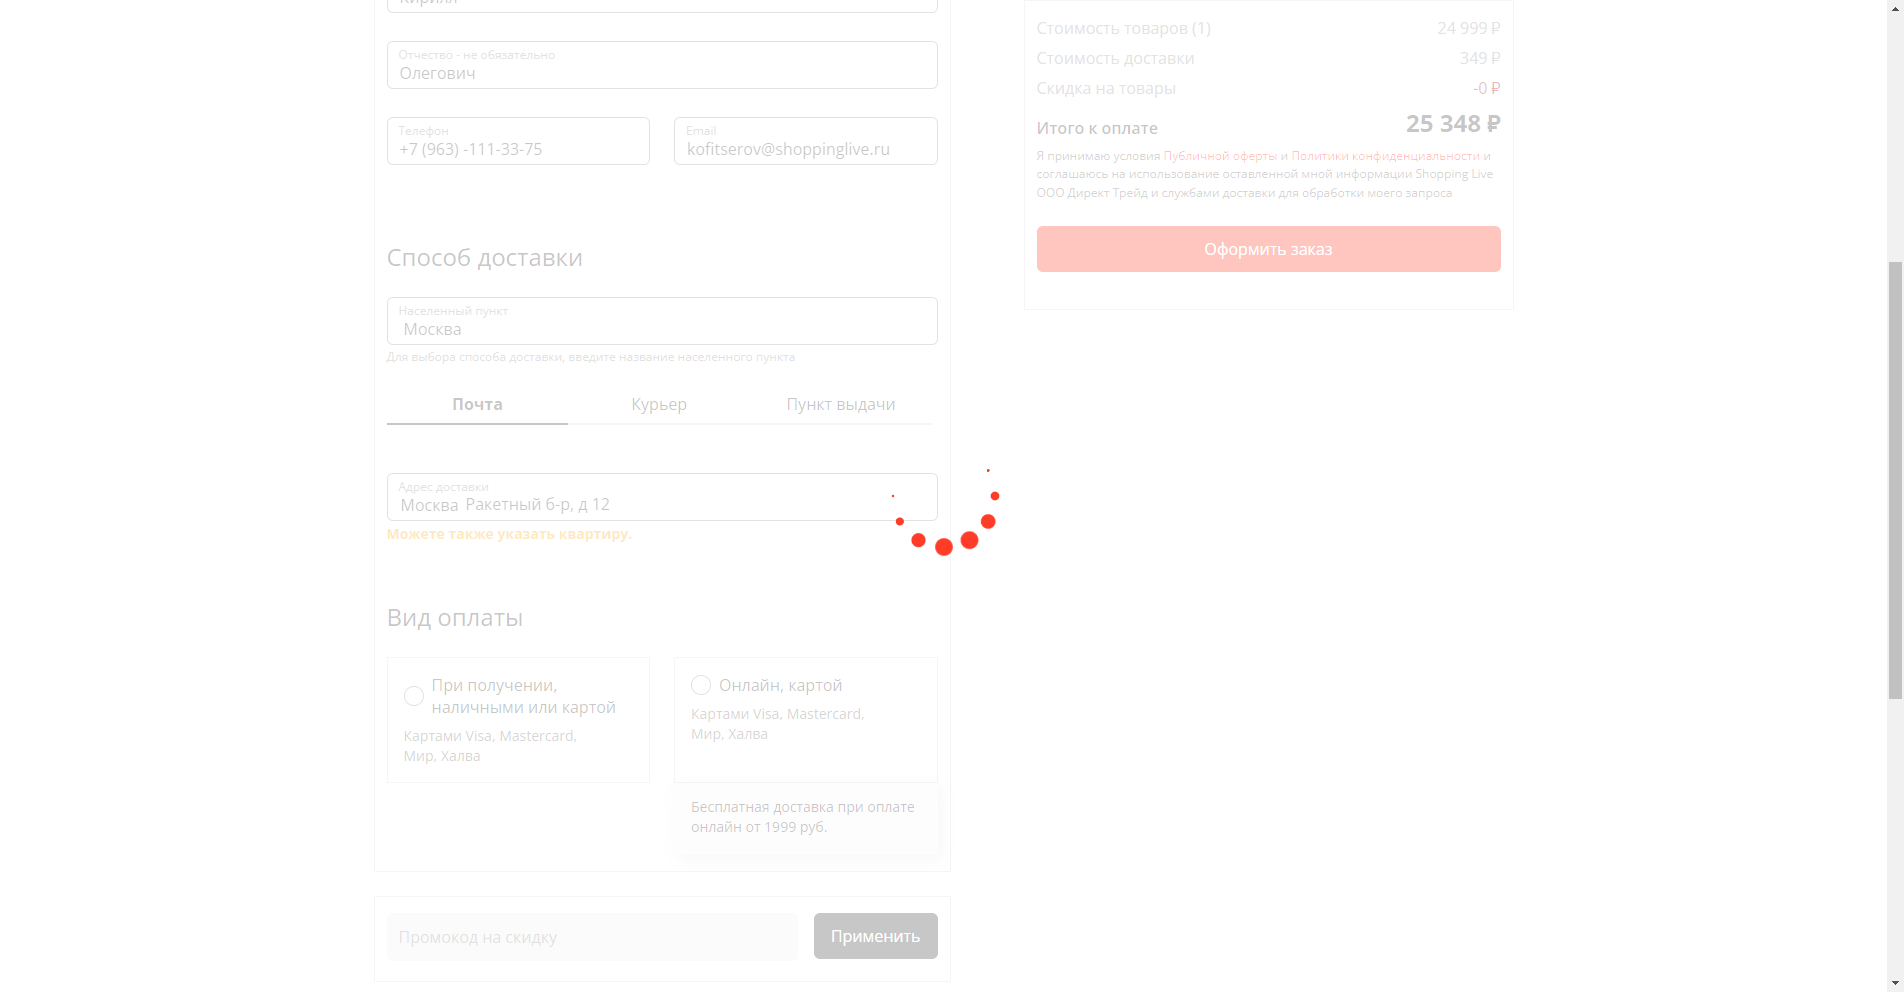 Кирилл
Отчество - не обязательно
Олегович
Телефон
+7 (963) -111-33-75
Email
kofitserov@shoppinglive.ru
Способ доставки
Населенный пункт
Москва
Для выбора способа доставки, введите название населенного пункта
Почта
Курьер
Пункт выдачи
Адрес доставки
Москва Ракетный б-р, д 12
Можете также указать квартиру.
Вид оплаты
При получении,
наличными или картой
Картами Visa, Mastercard,
Мир, Халва
Онлайн, картой
Картами Visa, Mastercard,
Мир, Халва
Бесплатная доставка при оплате
онлайн от 1999 руб.
Промокод на скидку
Применить
Стоимость товаров (1) 24 999 ₽
Стоимость доставки 349 ₽
Скидка на товары -0 ₽
Итого к оплате 25 348 ₽
Я принимаю условия Публичной оферты и Политики конфиденциальности и
соглашаюсь на использование оставленной мной информации Shopping Live
ООО Директ Трейд и службами доставки для обработки моего запроса
Оформить заказ